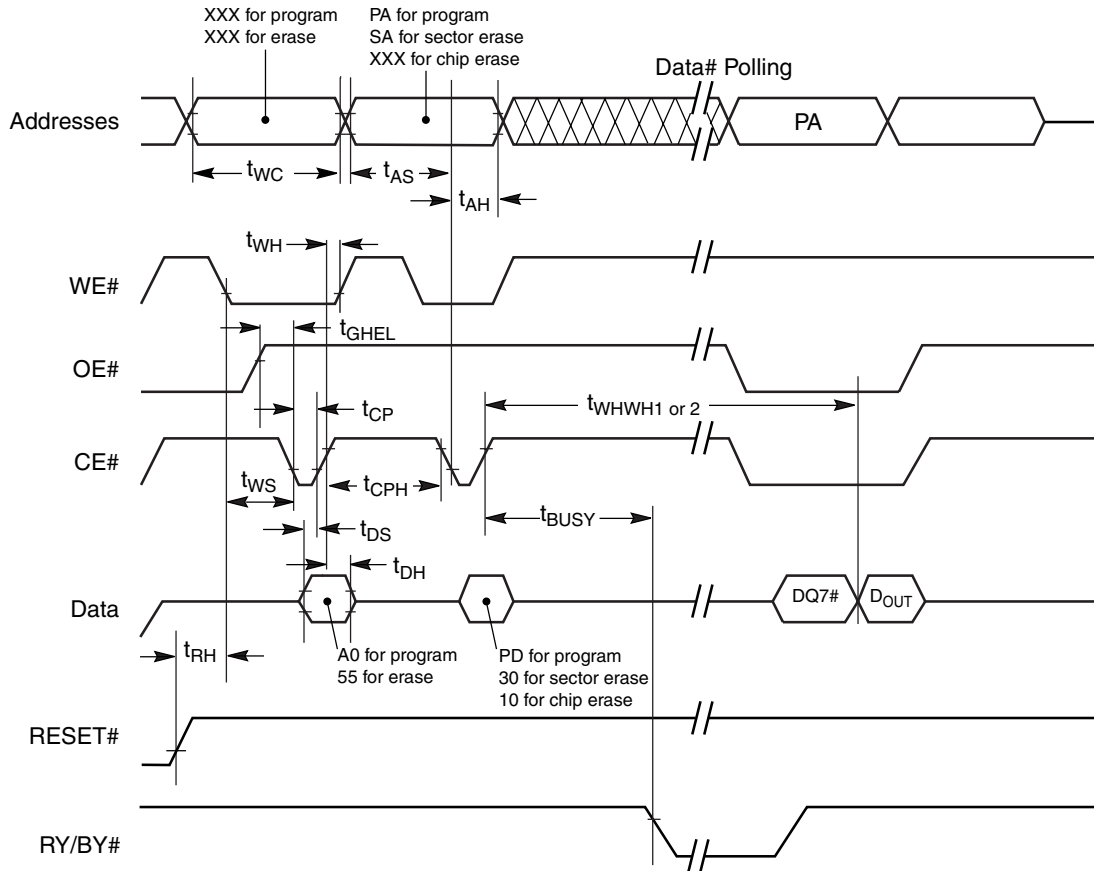 XXX for program
XXX for erase
PA for program
SA for sector erase
XXX for chip erase
Data# Polling
Addresses
PA
tWC
tAS
tAH
tWH
WE#
tGHEL
OE#
tWHWH1 or 2
tCP
CE#
tWS
tCPH
tBUSY
tDS
tDH
Data
DQ7#
DOUT
tRH
A0 for program
55 for erase
PD for program
30 for sector erase
10 for chip erase
RESET#
RY/BY#